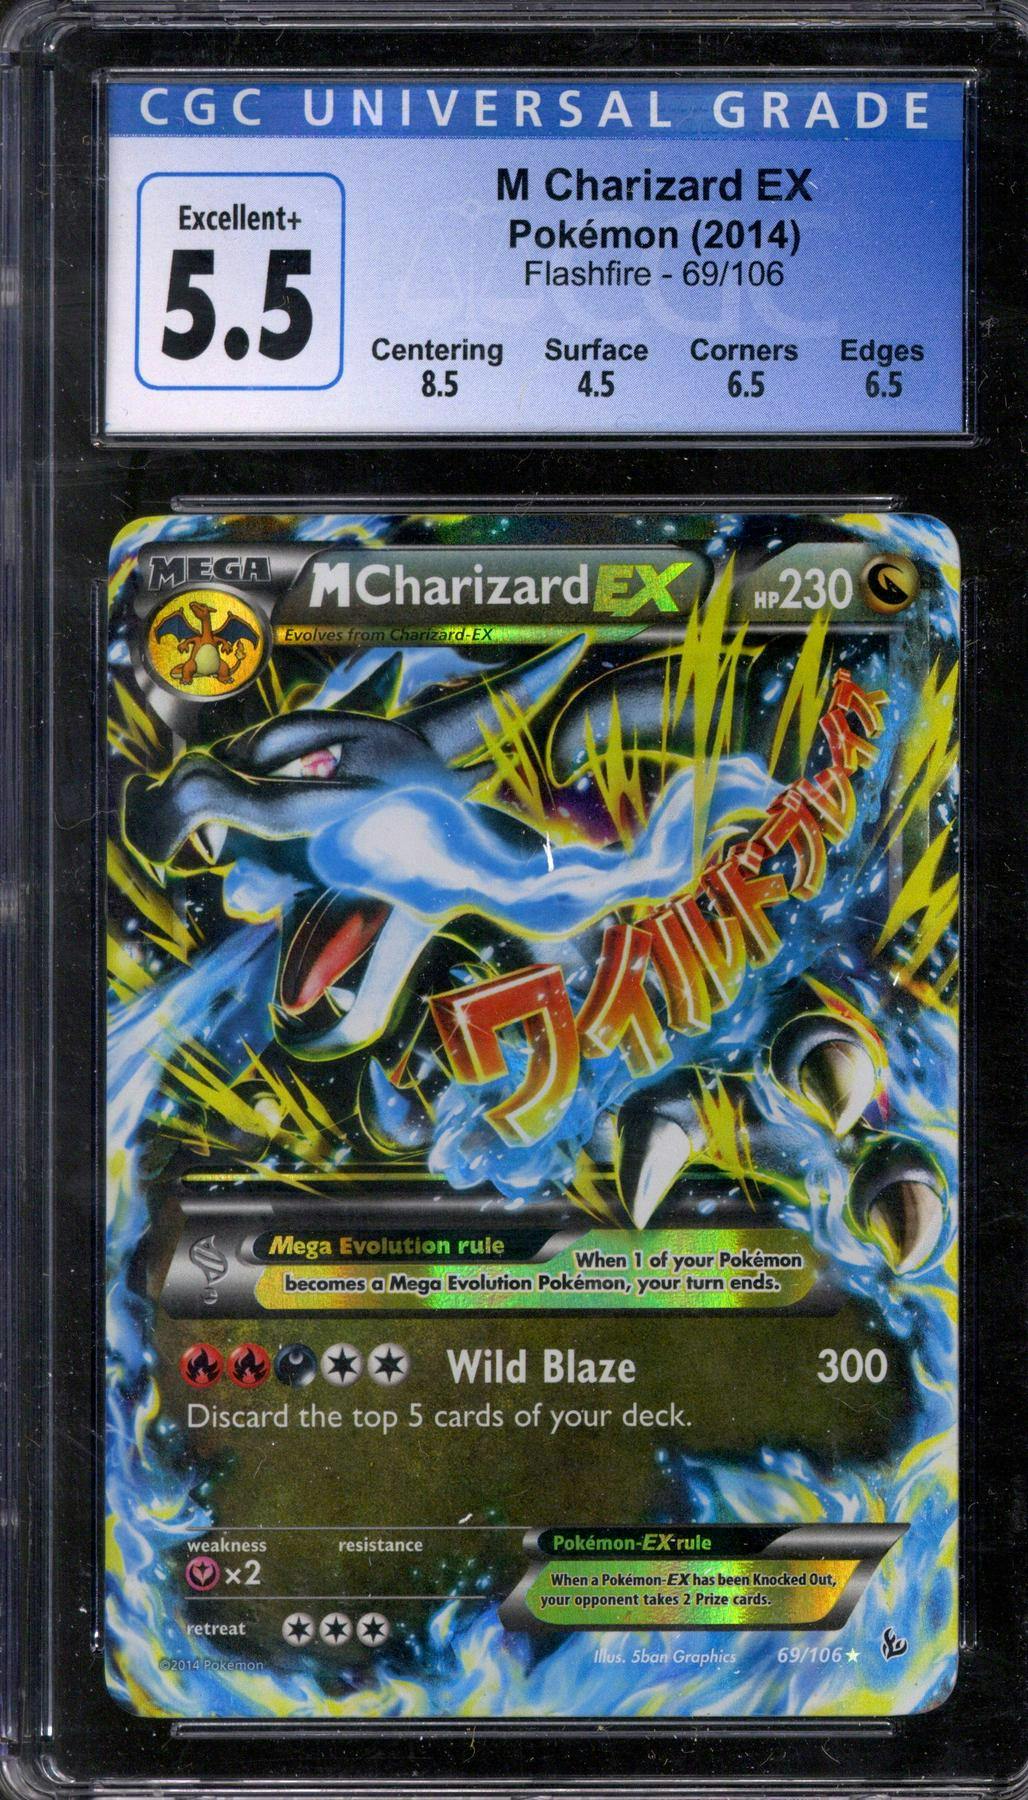 CGC UNIVERSAL GRADE
Excellent+
5.5
M Charizard EX
Pokémon (2014)
Flashfire - 69/106
Centering Surface Corners Edges
8.5 4.5 6.5 6.5
CGC
MEGA
M Charizard EX
HP230
Evolves from Charizard-EX
ワイルドブレイズ
Mega Evolution rule
When 1 of your Pokémon
becomes a Mega Evolution Pokémon, your turn ends.
Wild Blaze 300
Discard the top 5 cards of your deck.
weakness resistance
×2
retreat
Pokémon-EX rule
When a Pokémon-EX has been Knocked Out,
your opponent takes 2 Prize cards.
©2014 Pokémon
Illus. 5ban Graphics 69/106★